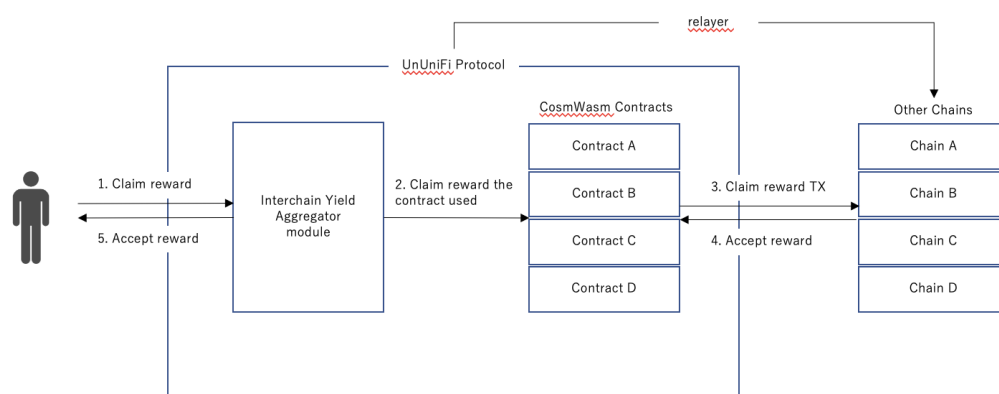 relayer
UnUniFi Protocol
CosmWasm Contracts
Other Chains
Contract A
Chain A
1. Claim reward
2. Claim reward the
contract used
Contract B
3. Claim reward TX
Chain B
Interchain Yield
Aggregator
module
5. Accept reward
Contract C
4. Accept reward
Chain C
Contract D
Chain D